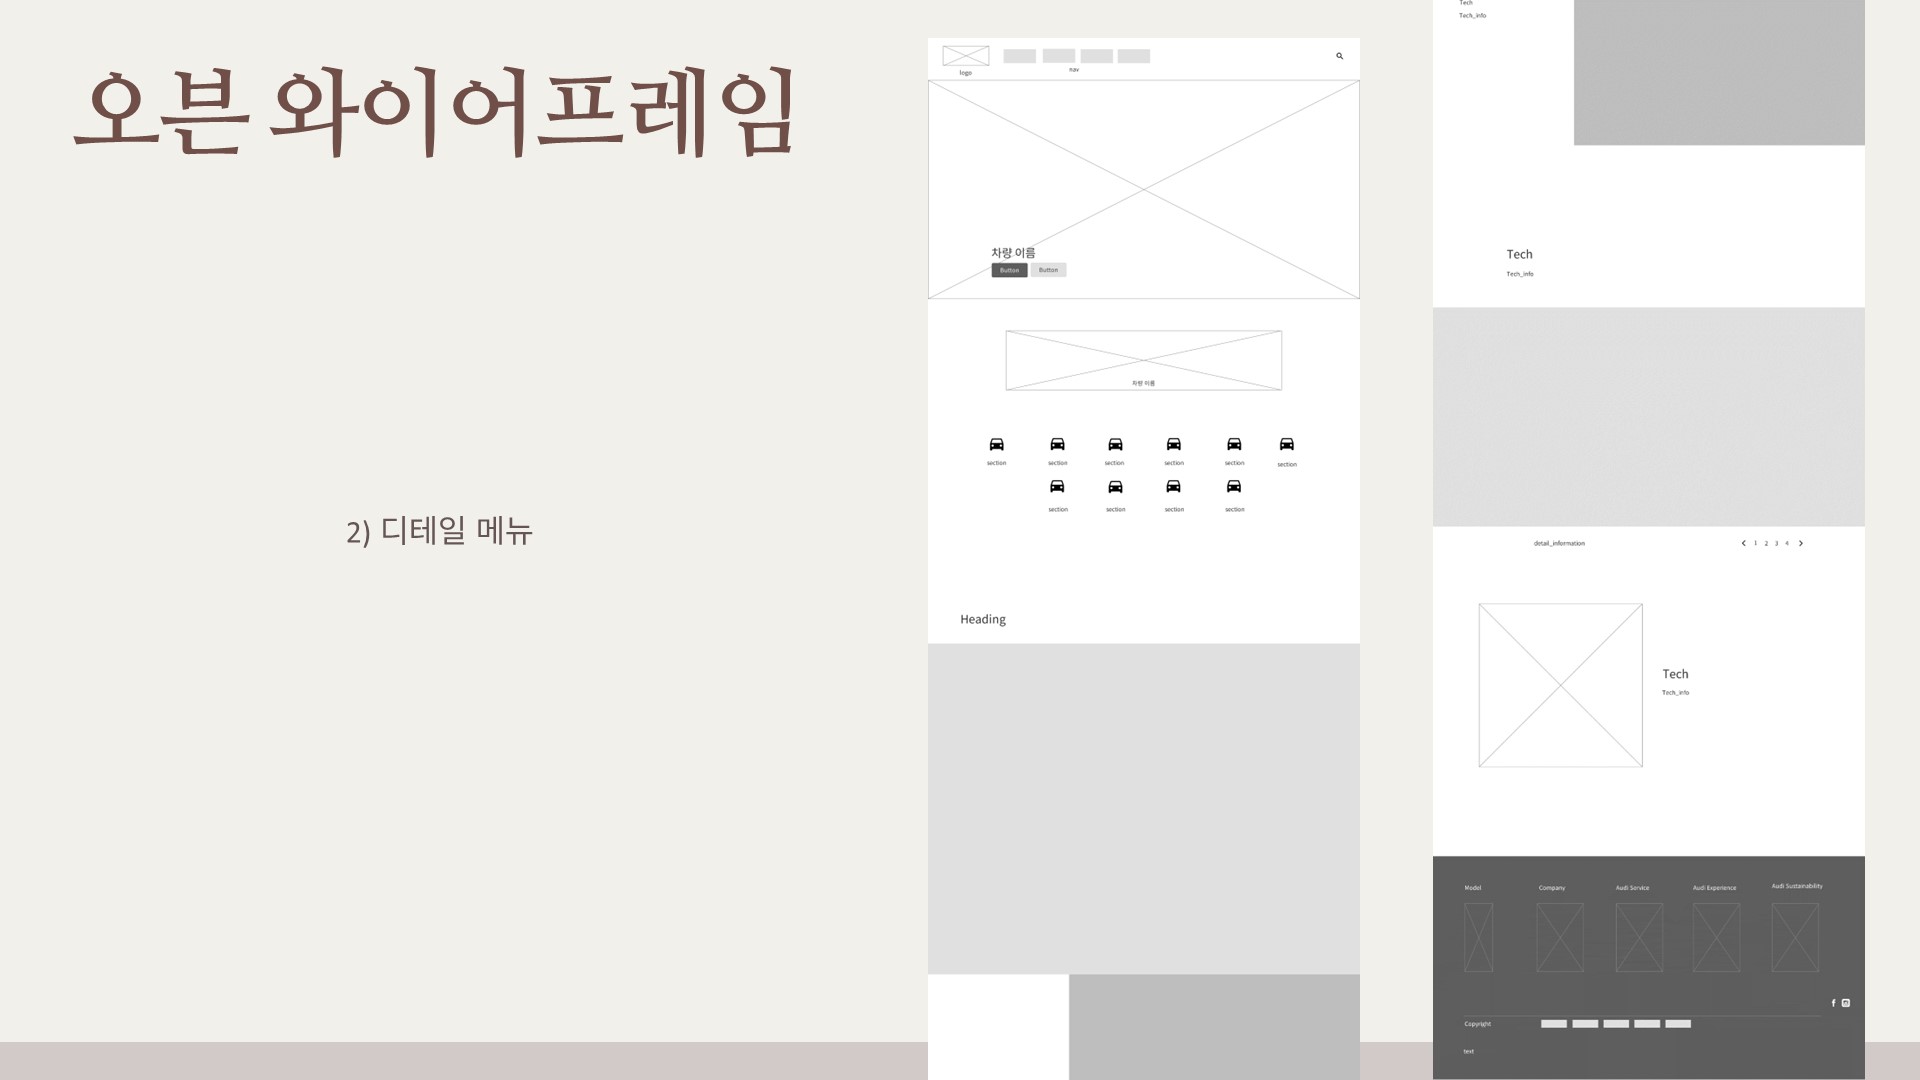 오븐 와이어프레임
2) 디테일 메뉴
logo
nav
차량 이름
Button Button
차량 이름
section section section section section section
section section section section
Heading
Tech
Tech_info
Tech
Tech_info
detail_information
1 2 3 4
Tech
Tech_info
Model Company Audi Service Audi Experience Audi Sustainability
Copyright
text